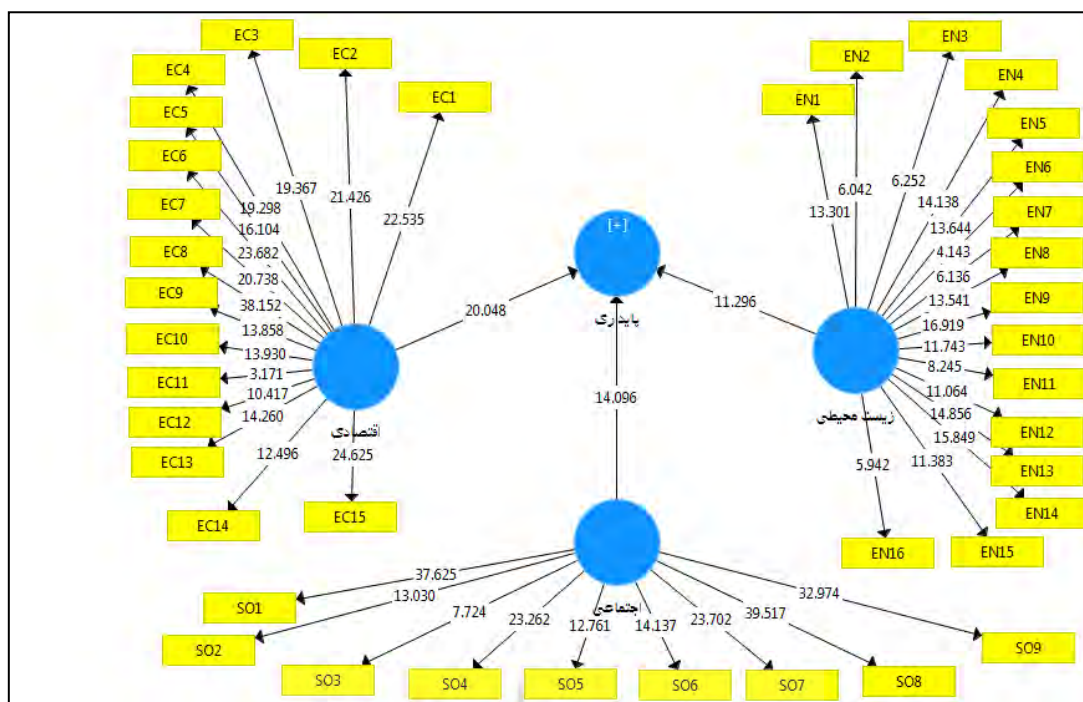 EC3
EC2
EC4
EC1
EC5
EC6
EC7
EC8
EC9
EC10
EC11
EC12
EC13
EC14
EC15
19.367
21.426
22.535
19.298
16.104
23.682
20.738
38.152
13.858
13.930
3.171
10.417
14.260
12.496
24.625
اقتصادی
20.048
[+]
پایداری
11.296
14.096
EN3
EN2
EN4
EN1
EN5
EN6
EN7
EN8
EN9
EN10
EN11
EN12
EN13
EN14
EN15
EN16
13.301
6.042
6.252
14.138
13.644
4.143
6.136
13.541
16.919
11.743
8.245
11.064
14.856
15.849
11.383
5.942
زیست محیطی
اجتماعی
37.625
13.030
7.724
23.262
12.761
14.137
23.702
39.517
32.974
SO1
SO2
SO3
SO4
SO5
SO6
SO7
SO8
SO9